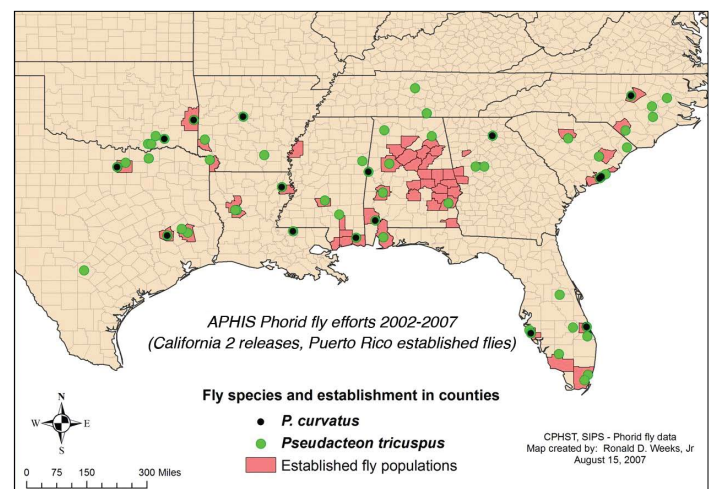 APHIS Phorid fly efforts 2002-2007
(California 2 releases, Puerto Rico established flies)
Fly species and establishment in counties
P. curvatus
Pseudacteon tricuspus
Established fly populations
N
W E
S
0 75 150 300 Miles
CPHST, SIPS - Phorid fly data
Map created by: Ronald D. Weeks, Jr
August 15, 2007